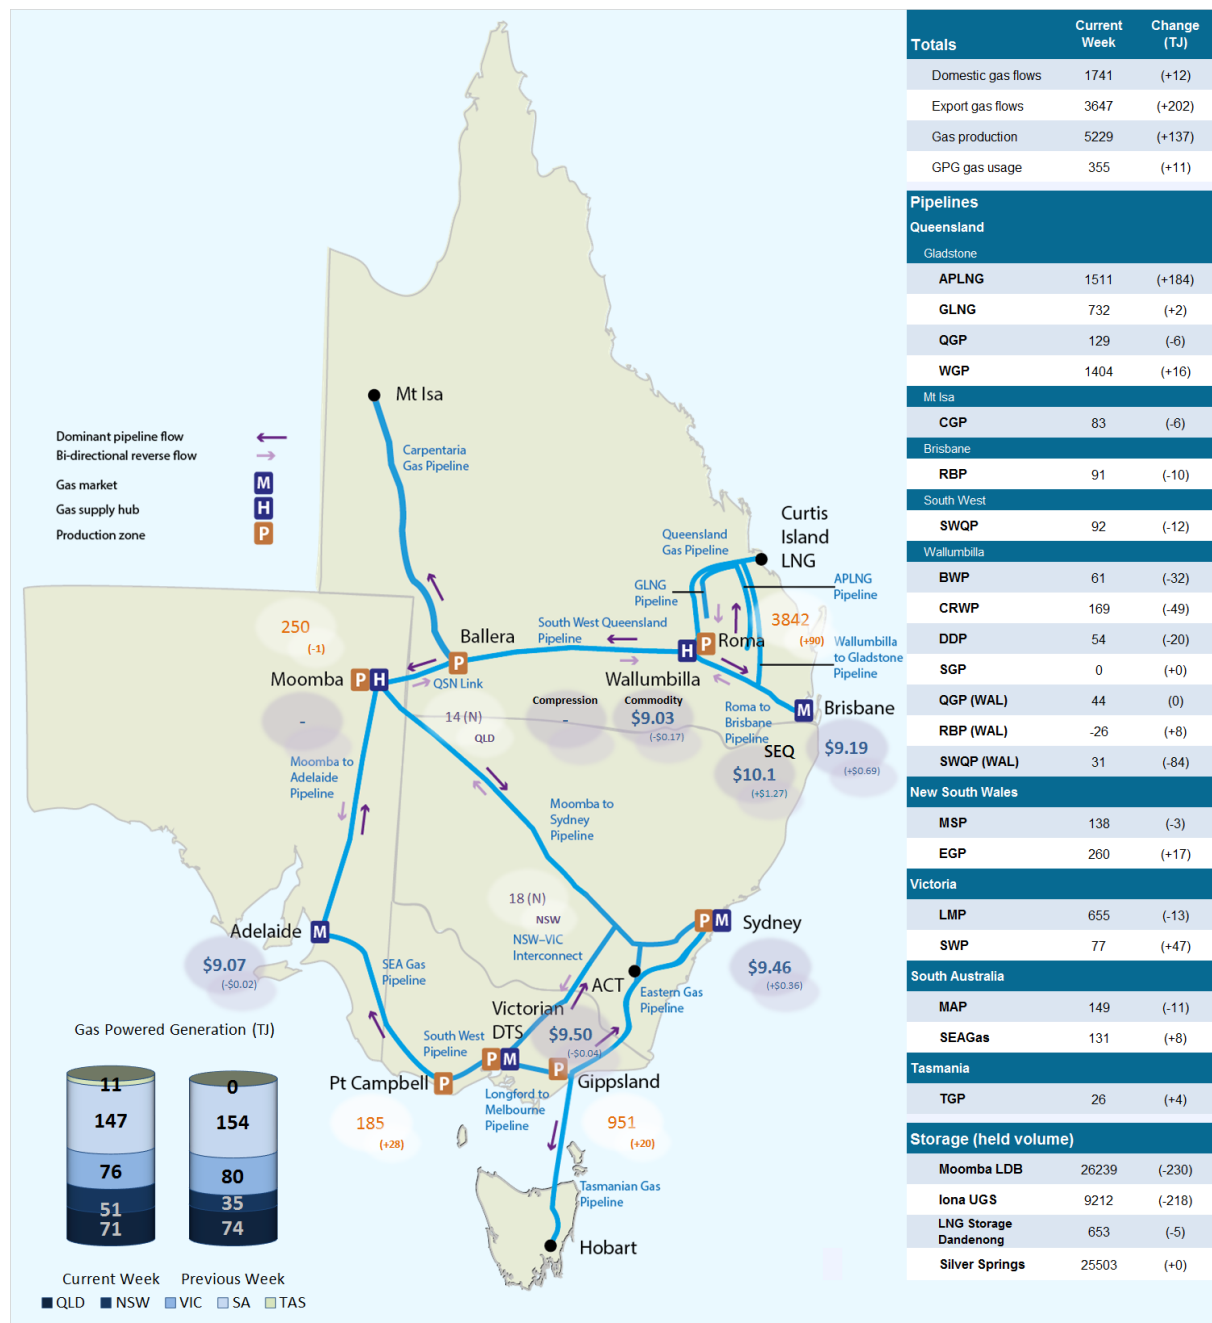 Dominant pipeline flow
Bi-directional reverse flow
Gas market M
Gas supply hub H
Production zone P
Mt Isa
Carpentaria
Gas Pipeline
Curtis
Island
LNG
Queensland
Gas Pipeline
GLNG
Pipeline
APLNG
Pipeline
3842
(+90)
250
(-1)
South West Queensland
Pipeline
Ballera
P
H P Roma
Wallumbilla
to Gladstone
Pipeline
Moomba P H
QSN Link
Wallumbilla
Compression
-
Commodity
$9.03
(-$0.17)
Roma to
Brisbane
Pipeline
M Brisbane
-
14 (N)
QLD
SEQ
$10.1
(+$1.27)
$9.19
(+$0.69)
Moomba to
Adelaide
Pipeline
Moomba to
Sydney
Pipeline
18 (N)
NSW
NSW–VIC
Interconnect
P M Sydney
$9.46
(+$0.36)
Adelaide M
$9.07
(-$0.02)
SEA Gas
Pipeline
ACT
Eastern Gas
Pipeline
Victorian
DTS
$9.50
(-$0.04)
South West
Pipeline
P M
Pt Campbell P
185
(+28)
P
Gippsland
951
(+20)
Longford to
Melbourne
Pipeline
Tasmanian Gas
Pipeline
Hobart
Gas Powered Generation (TJ)
11 0
147 154
76 80
51 35
71 74
Current Week Previous Week
QLD NSW VIC SA TAS
Totals Current Week Change (TJ)
Domestic gas flows 1741 (+12)
Export gas flows 3647 (+202)
Gas production 5229 (+137)
GPG gas usage 355 (+11)
Pipelines
Queensland
Gladstone
APLNG 1511 (+184)
GLNG 732 (+2)
QGP 129 (-6)
WGP 1404 (+16)
Mt Isa
CGP 83 (-6)
Brisbane
RBP 91 (-10)
South West
SWQP 92 (-12)
Wallumbilla
BWP 61 (-32)
CRWP 169 (-49)
DDP 54 (-20)
SGP 0 (+0)
QGP (WAL) 44 (0)
RBP (WAL) -26 (+8)
SWQP (WAL) 31 (-84)
New South Wales
MSP 138 (-3)
EGP 260 (+17)
Victoria
LMP 655 (-13)
SWP 77 (+47)
South Australia
MAP 149 (-11)
SEAGas 131 (+8)
Tasmania
TGP 26 (+4)
Storage (held volume)
Moomba LDB 26239 (-230)
Iona UGS 9212 (-218)
LNG Storage
Dandenong 653 (-5)
Silver Springs 25503 (+0)